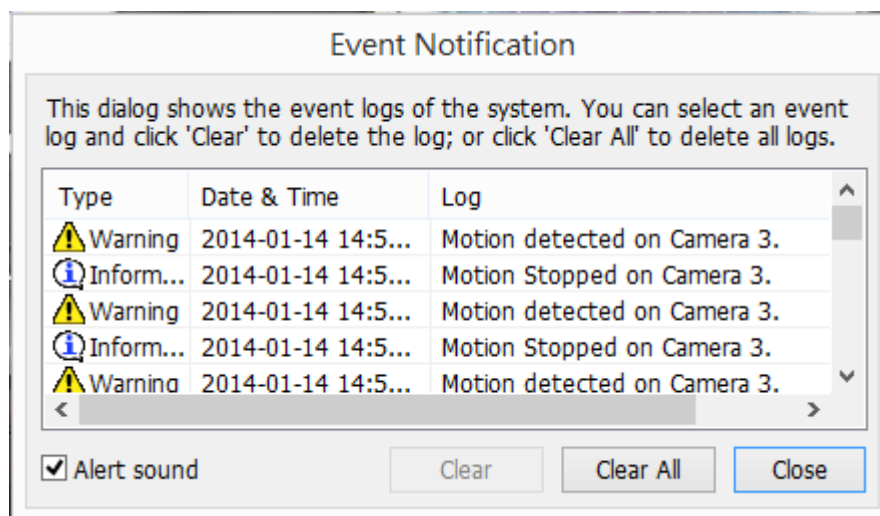 Event Notification
This dialog shows the event logs of the system. You can select an event
log and click 'Clear' to delete the log; or click 'Clear All' to delete all logs.
Type Date & Time Log
Warning 2014-01-14 14:5... Motion detected on Camera 3.
Inform... 2014-01-14 14:5... Motion Stopped on Camera 3.
Warning 2014-01-14 14:5... Motion detected on Camera 3.
Inform... 2014-01-14 14:5... Motion Stopped on Camera 3.
Warning 2014-01-14 14:5... Motion detected on Camera 3.
Alert sound Clear Clear All Close